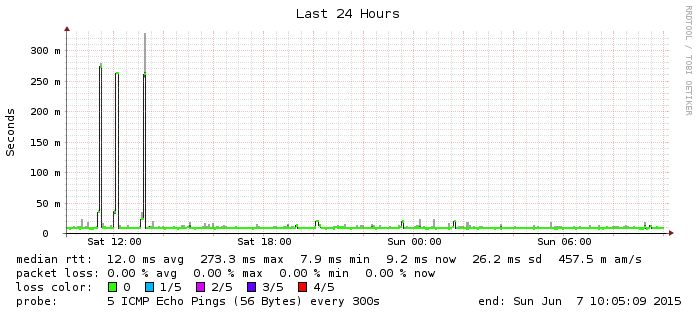 Last 24 Hours
RRDTOOL / TOBI OETIKER
Seconds
300 m
250 m
200 m
150 m
100 m
50 m
0
Sat 12:00 Sat 18:00 Sun 00:00 Sun 06:00
median rtt: 12.0 ms avg 273.3 ms max 7.9 ms min 9.2 ms now 26.2 ms sd 457.5 m am/s
packet loss: 0.00 % avg 0.00 % max 0.00 % min 0.00 % now
loss color: 0 1/5 2/5 3/5 4/5
probe: 5 ICMP Echo Pings (56 Bytes) every 300s end: Sun Jun 7 10:05:09 2015